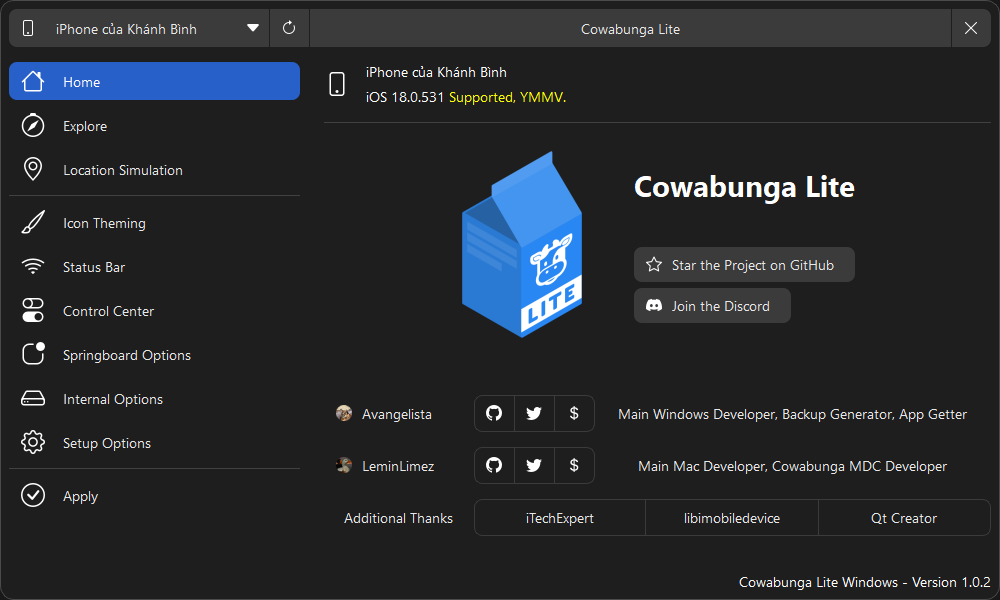 iPhone của Khánh Bình
Cowabunga Lite
Home
Explore
Location Simulation
Icon Theming
Status Bar
Control Center
Springboard Options
Internal Options
Setup Options
Apply
iPhone của Khánh Bình
iOS 18.0.531 Supported, YMMV.
LITE
Cowabunga Lite
Star the Project on GitHub
Join the Discord
Avangelista $ Main Windows Developer, Backup Generator, App Getter
LeminLimez $ Main Mac Developer, Cowabunga MDC Developer
Additional Thanks iTechExpert libimobiledevice Qt Creator
Cowabunga Lite Windows - Version 1.0.2